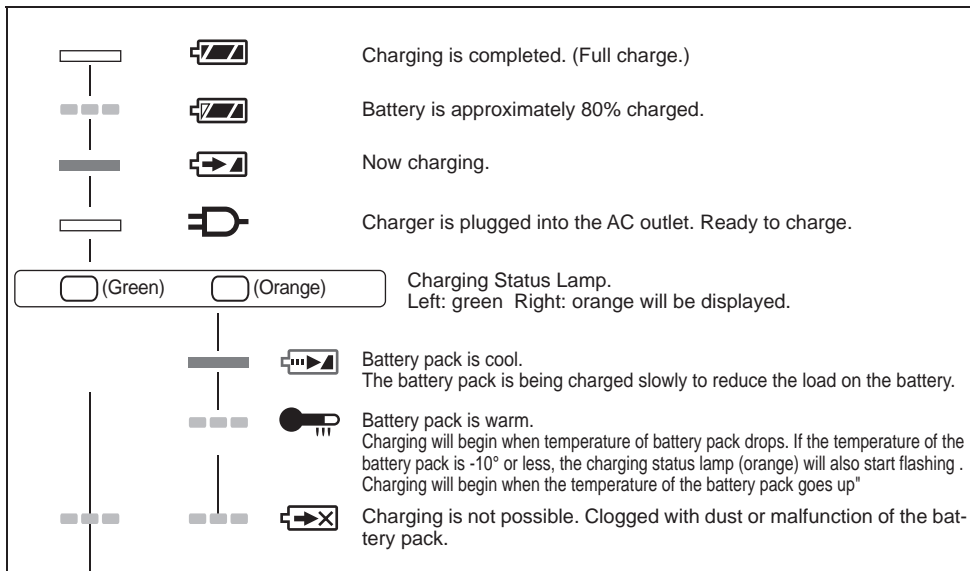 Charging is completed. (Full charge.)
Battery is approximately 80% charged.
Now charging.
Charger is plugged into the AC outlet. Ready to charge.
(Green) (Orange) Charging Status Lamp.
Left: green Right: orange will be displayed.
Battery pack is cool.
The battery pack is being charged slowly to reduce the load on the battery.
Battery pack is warm.
Charging will begin when temperature of battery pack drops. If the temperature of the
battery pack is -10° or less, the charging status lamp (orange) will also start flashing .
Charging will begin when the temperature of the battery pack goes up"
Charging is not possible. Clogged with dust or malfunction of the bat-
tery pack.